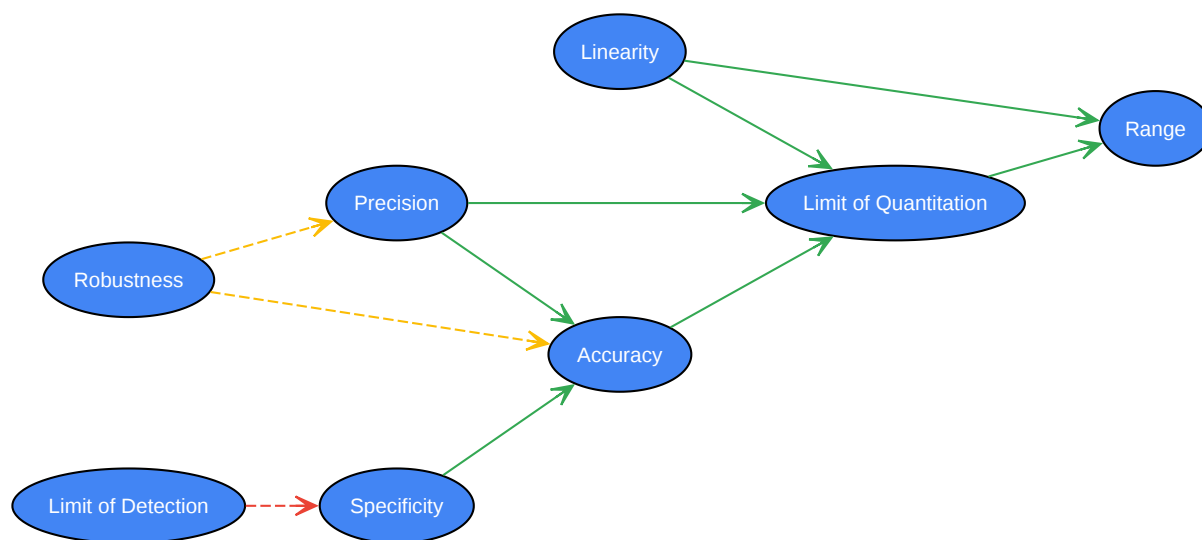 Linearity
Range
Precision
Limit of Quantitation
Robustness
Accuracy
Limit of Detection
Specificity